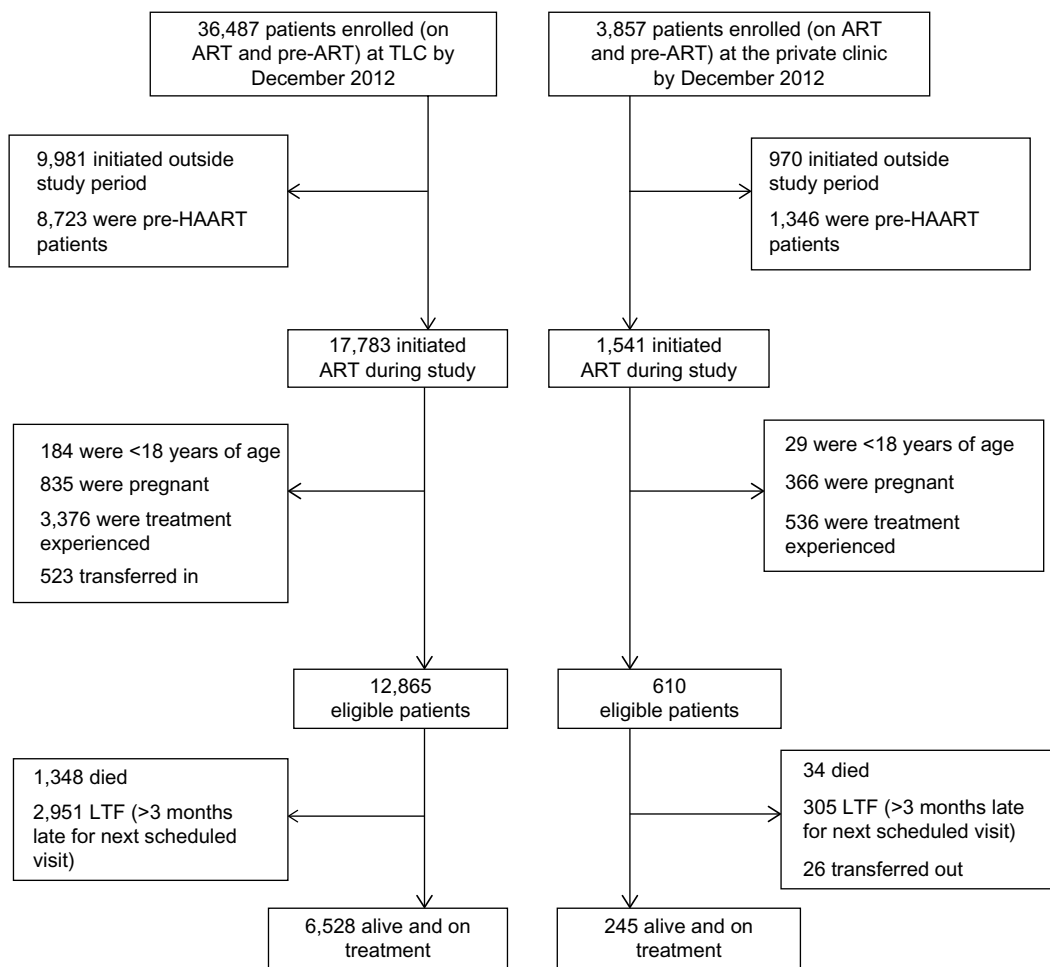 36,487 patients enrolled (on
ART and pre-ART) at TLC by
December 2012
3,857 patients enrolled (on ART
and pre-ART) at the private clinic
by December 2012
9,981 initiated outside
study period
8,723 were pre-HAART
patients
970 initiated outside
study period
1,346 were pre-HAART
patients
17,783 initiated
ART during study
1,541 initiated
ART during study
184 were <18 years of age
835 were pregnant
3,376 were treatment
experienced
523 transferred in
29 were <18 years of age
366 were pregnant
536 were treatment
experienced
12,865
eligible patients
610
eligible patients
1,348 died
2,951 LTF (>3 months
late for next scheduled
visit)
34 died
305 LTF (>3 months late
for next scheduled visit)
26 transferred out
6,528 alive and on
treatment
245 alive and on
treatment